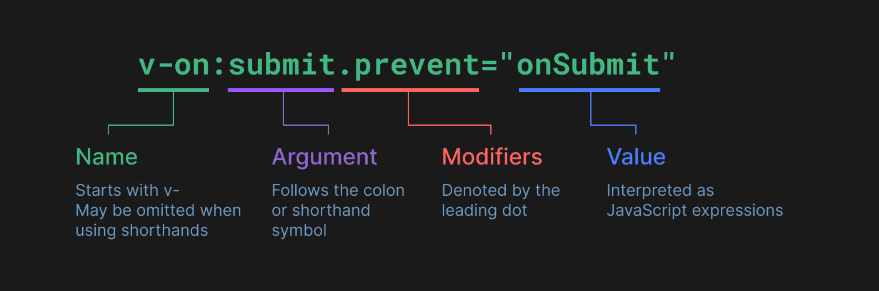 v-on:submit.prevent="onSubmit"
Name
Starts with v-
May be omitted when
using shorthands
Argument
Follows the colon
or shorthand
symbol
Modifiers
Denoted by the
leading dot
Value
Interpreted as
JavaScript expressions